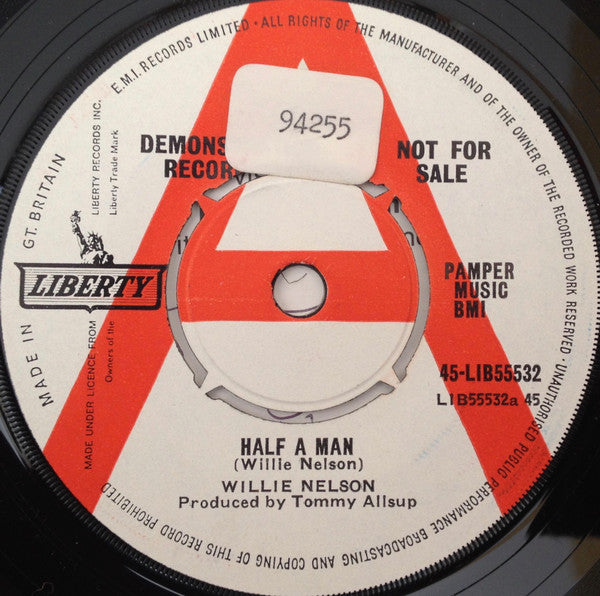 E.M.I. RECORDS LIMITED · ALL RIGHTS OF THE MANUFACTURER AND OF THE OWNER OF THE RECORDED WORK RESERVED · UNAUTHORISED PUBLIC PERFORMANCE BROADCASTING AND COPYING OF THIS RECORD PROHIBITED
MADE IN GT. BRITAIN
MADE UNDER LICENCE FROM LIBERTY RECORDS INC.
Owners of the Liberty Trade Mark
94255
DEMONS
RECOR
NOT FOR
SALE
LIBERTY
PAMPER
MUSIC
BMI
45-LIB55532
LIB55532a 45
HALF A MAN
(Willie Nelson)
WILLIE NELSON
Produced by Tommy Allsup